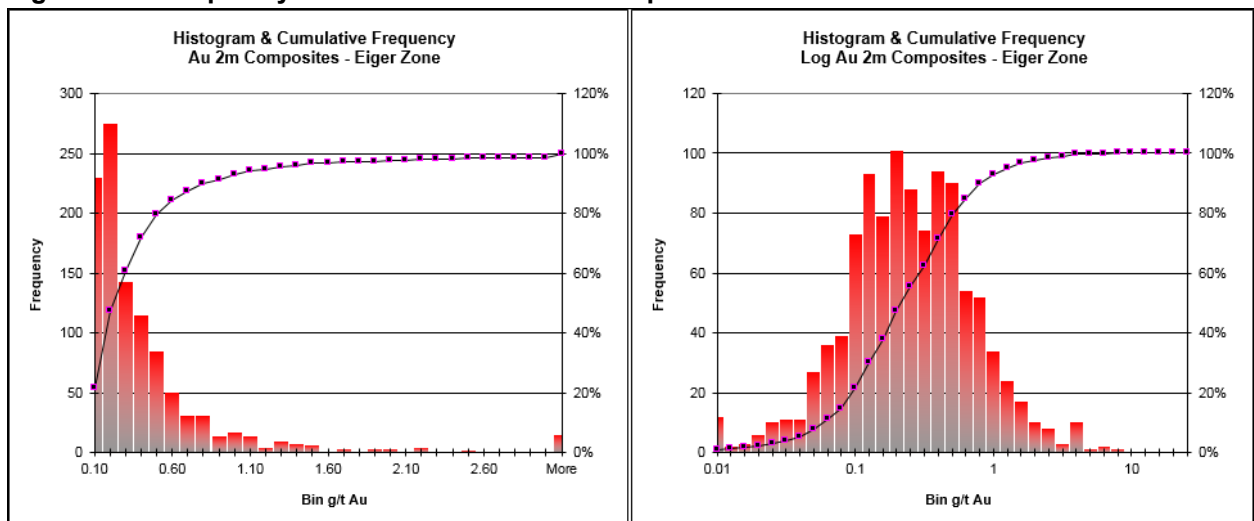 Histogram & Cumulative Frequency
Au 2m Composites - Eiger Zone
300
250
200
150
100
50
0
120%
100%
80%
60%
40%
20%
0%
Frequency
0.10 0.60 1.10 1.60 2.10 2.60 More
Bin g/t Au
Histogram & Cumulative Frequency
Log Au 2m Composites - Eiger Zone
120
100
80
60
40
20
0
120%
100%
80%
60%
40%
20%
0%
Frequency
0.01 0.1 1 10
Bin g/t Au